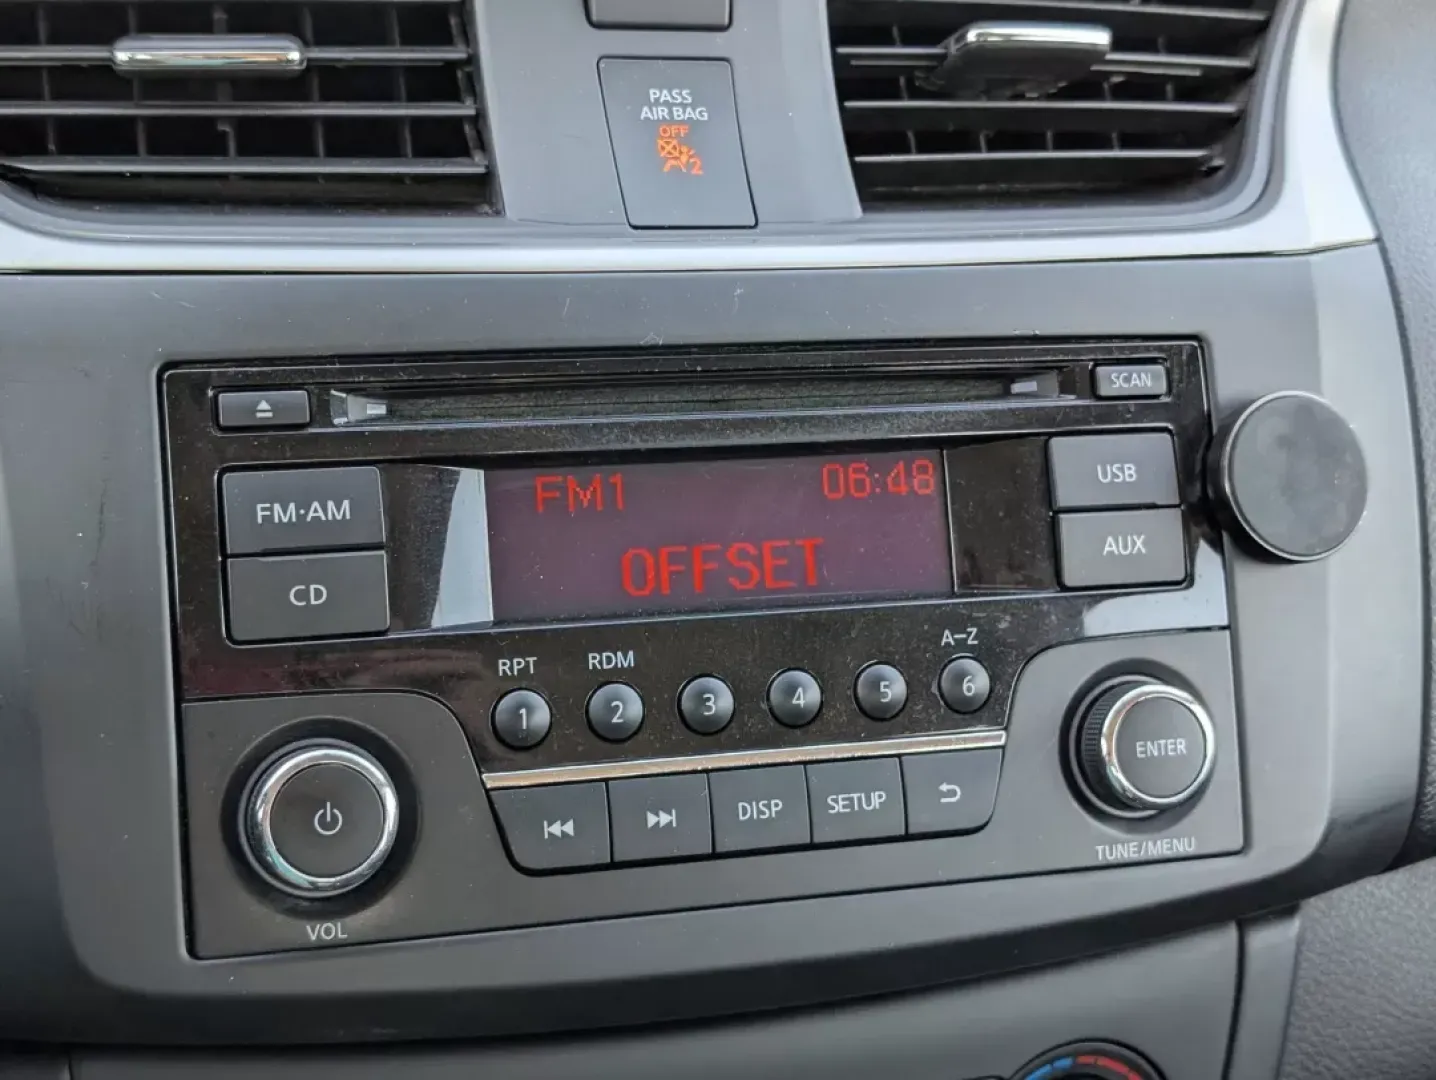 PASS
AIR BAG
OFF
2
SCAN
FM·AM
CD
FM1 06:48
OFFSET
USB
AUX
RPT RDM A–Z
1 2 3 4 5 6
DISP SETUP
ENTER
TUNE/MENU
VOL